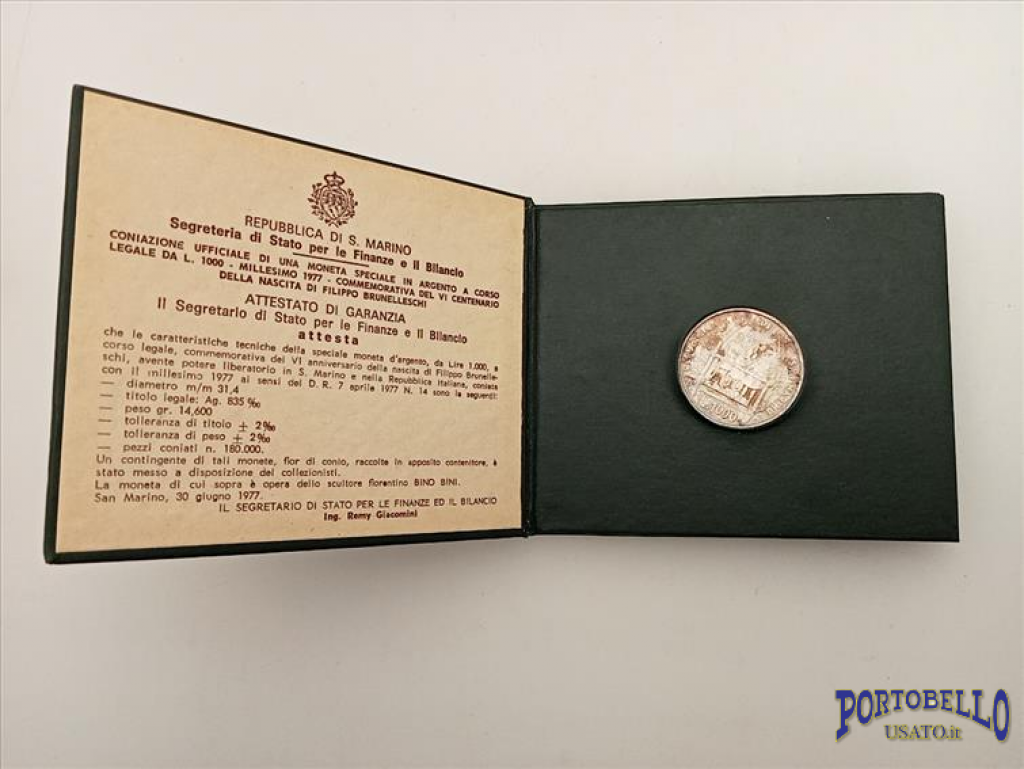 REPUBBLICA DI S. MARINO
Segreteria di Stato per le Finanze e Il Bilancio
CONIAZIONE UFFICIALE DI UNA MONETA SPECIALE IN ARGENTO A CORSO
LEGALE DA L. 1000 - MILLESIMO 1977 - COMMEMORATIVA DEL VI CENTENARIO
DELLA NASCITA DI FILIPPO BRUNELLESCHI
ATTESTATO DI GARANZIA
Il Segretario di Stato per le Finanze e Il Bilancio
attesta
che le caratteristiche tecniche della speciale moneta d'argento, da Lire 1.000, a
corso legale, commemorativa del VI anniversario della nascita di Filippo Brunelle-
schi, avente potere liberatorio in S. Marino e nella Repubblica Italiana, coniata
con il millesimo 1977 ai sensi del D. R. 7 aprile 1977 N. 14 sono la seguenti:
— diametro m/m 31,4
— titolo legale: Ag. 835 ‰
— peso gr. 14,600
— tolleranza di titolo ± 2‰
— tolleranza di peso ± 2‰
— pezzi coniati n. 180.000.
Un contingente di tali monete, fior di conio, raccolte in apposito contenitore, è
stato messo a disposizione dei collezionisti.
La moneta di cui sopra è opera dello scultore fiorentino BINO BINI.
San Marino, 30 giugno 1977.
IL SEGRETARIO DI STATO PER LE FINANZE ED IL BILANCIO
Ing. Remy Giacomini
1000
PORTOBELLO
USATO.it